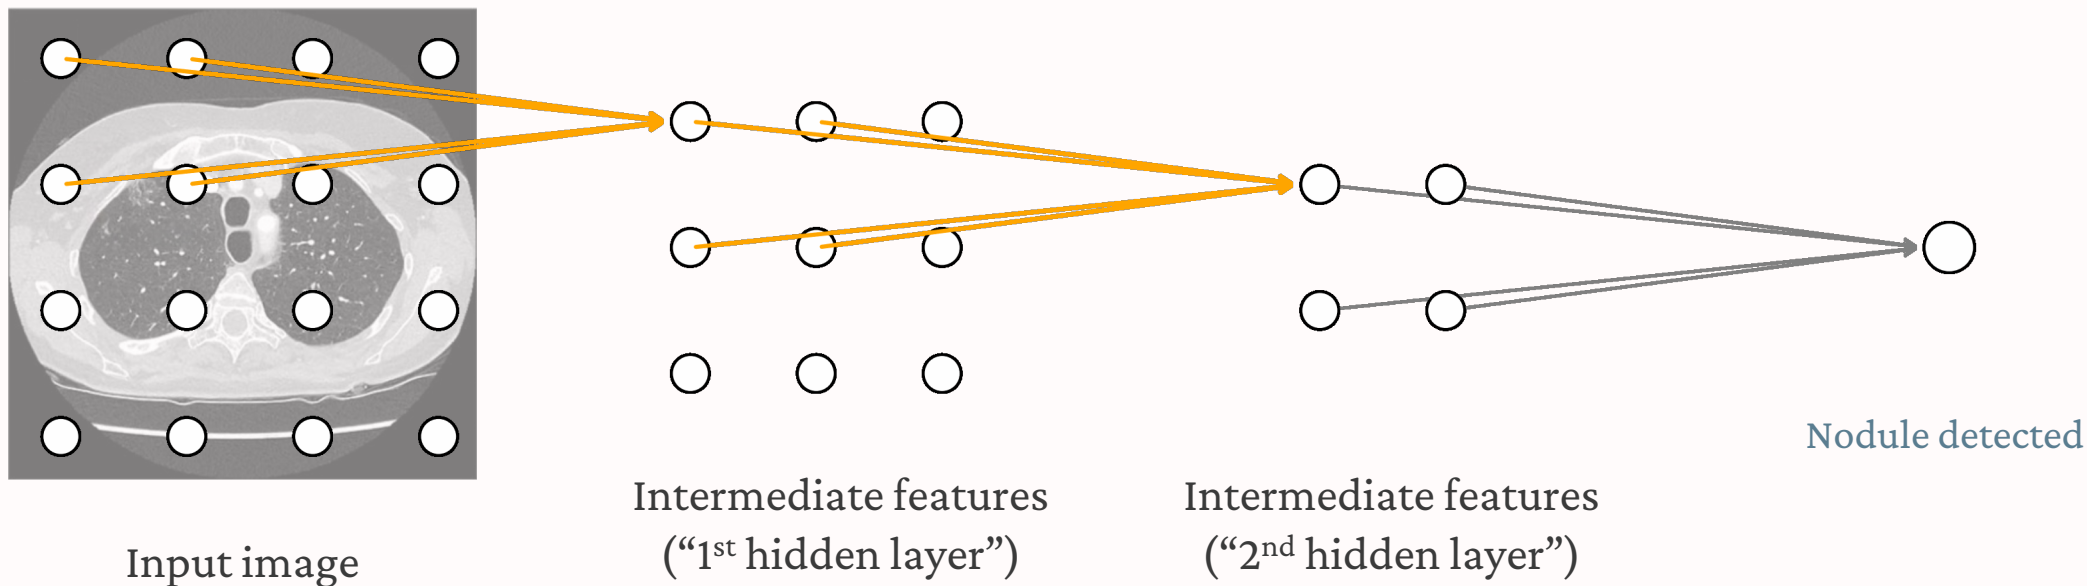 Nodule detected
Intermediate features
(“1st hidden layer”)
Intermediate features
(“2nd hidden layer”)
Input image